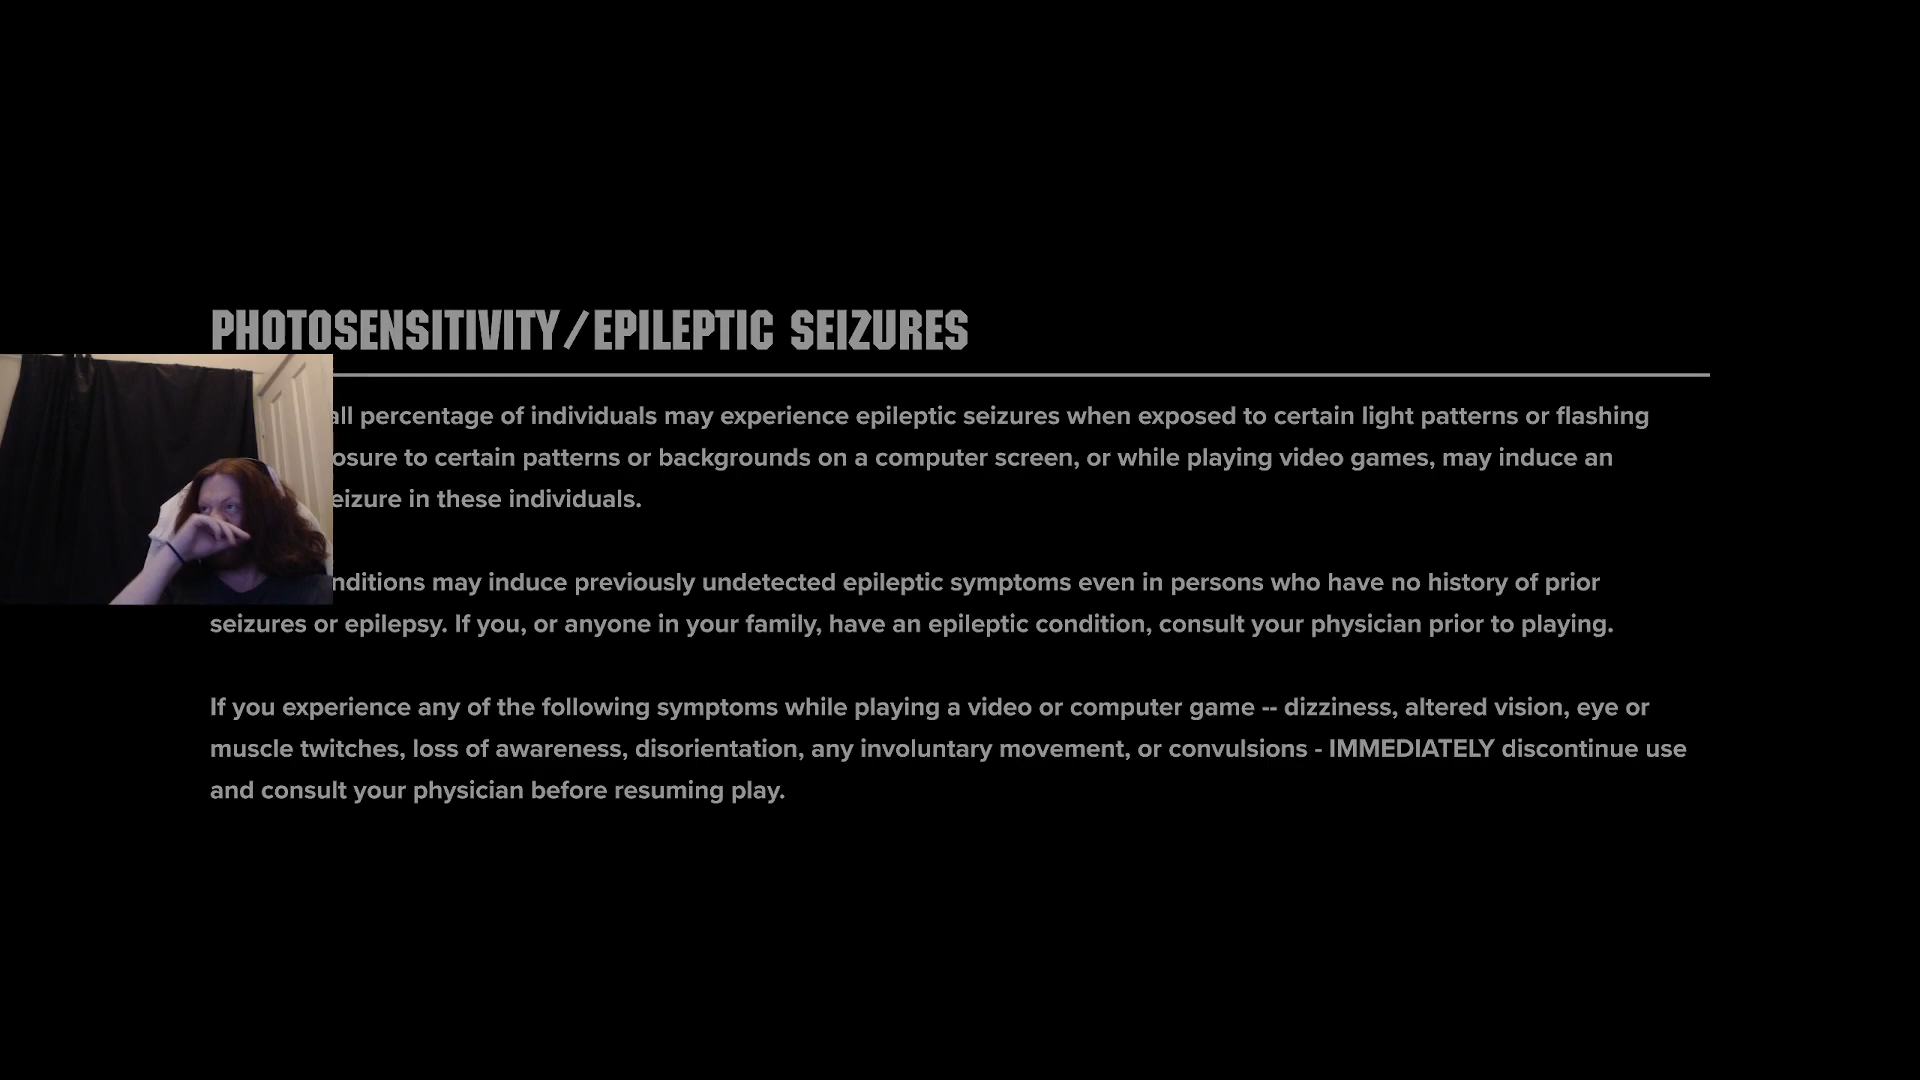 PHOTOSENSITIVITY/EPILEPTIC SEIZURES
percentage of individuals may experience epileptic seizures when exposed to certain light patterns or flashing
to certain patterns or backgrounds on a computer screen, or while playing video games, may induce an
in these individuals.
may induce previously undetected epileptic symptoms even in persons who have no history of prior
seizures or epilepsy. If you, or anyone in your family, have an epileptic condition, consult your physician prior to playing.
If you experience any of the following symptoms while playing a video or computer game -- dizziness, altered vision, eye or
muscle twitches, loss of awareness, disorientation, any involuntary movement, or convulsions - IMMEDIATELY discontinue use
and consult your physician before resuming play.